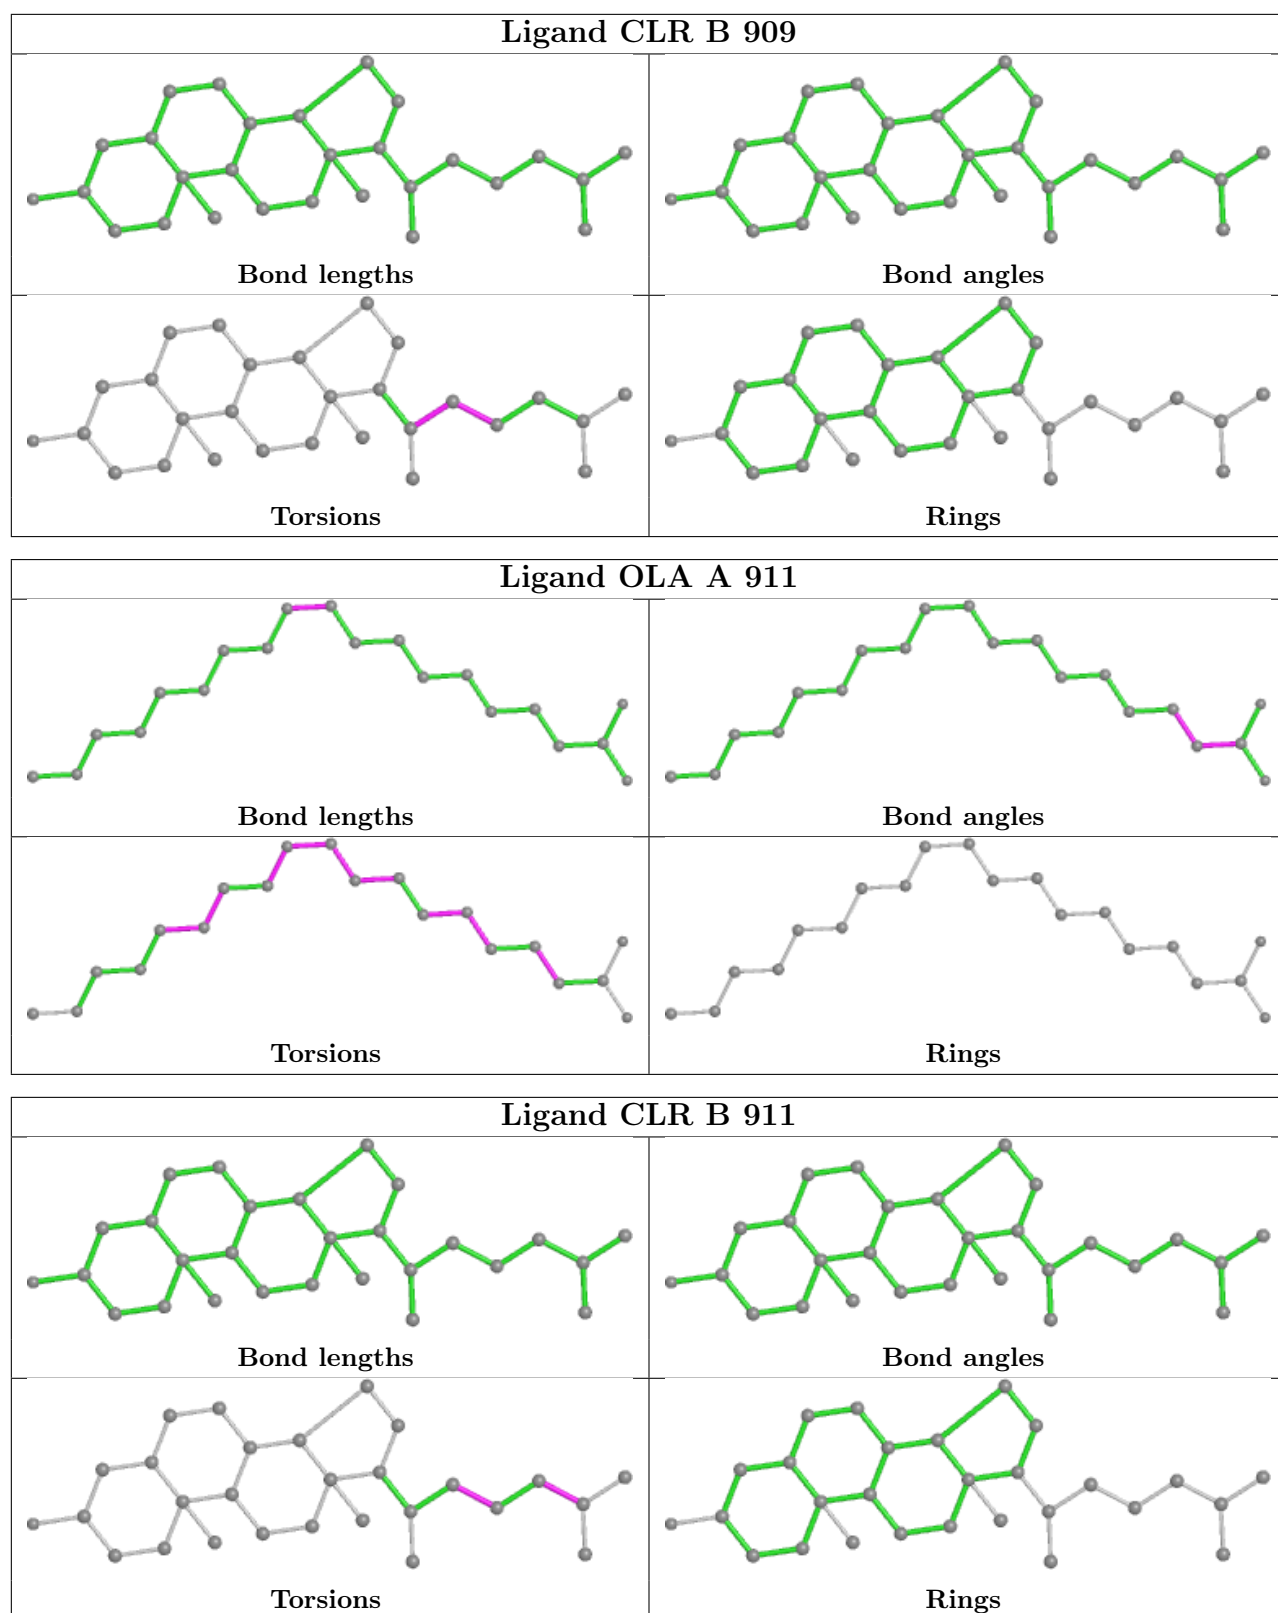 Ligand CLR B 909
Bond lengths
Bond angles
Torsions
Rings
Ligand OLA A 911
Bond lengths
Bond angles
Torsions
Rings
Ligand CLR B 911
Bond lengths
Bond angles
Torsions
Rings